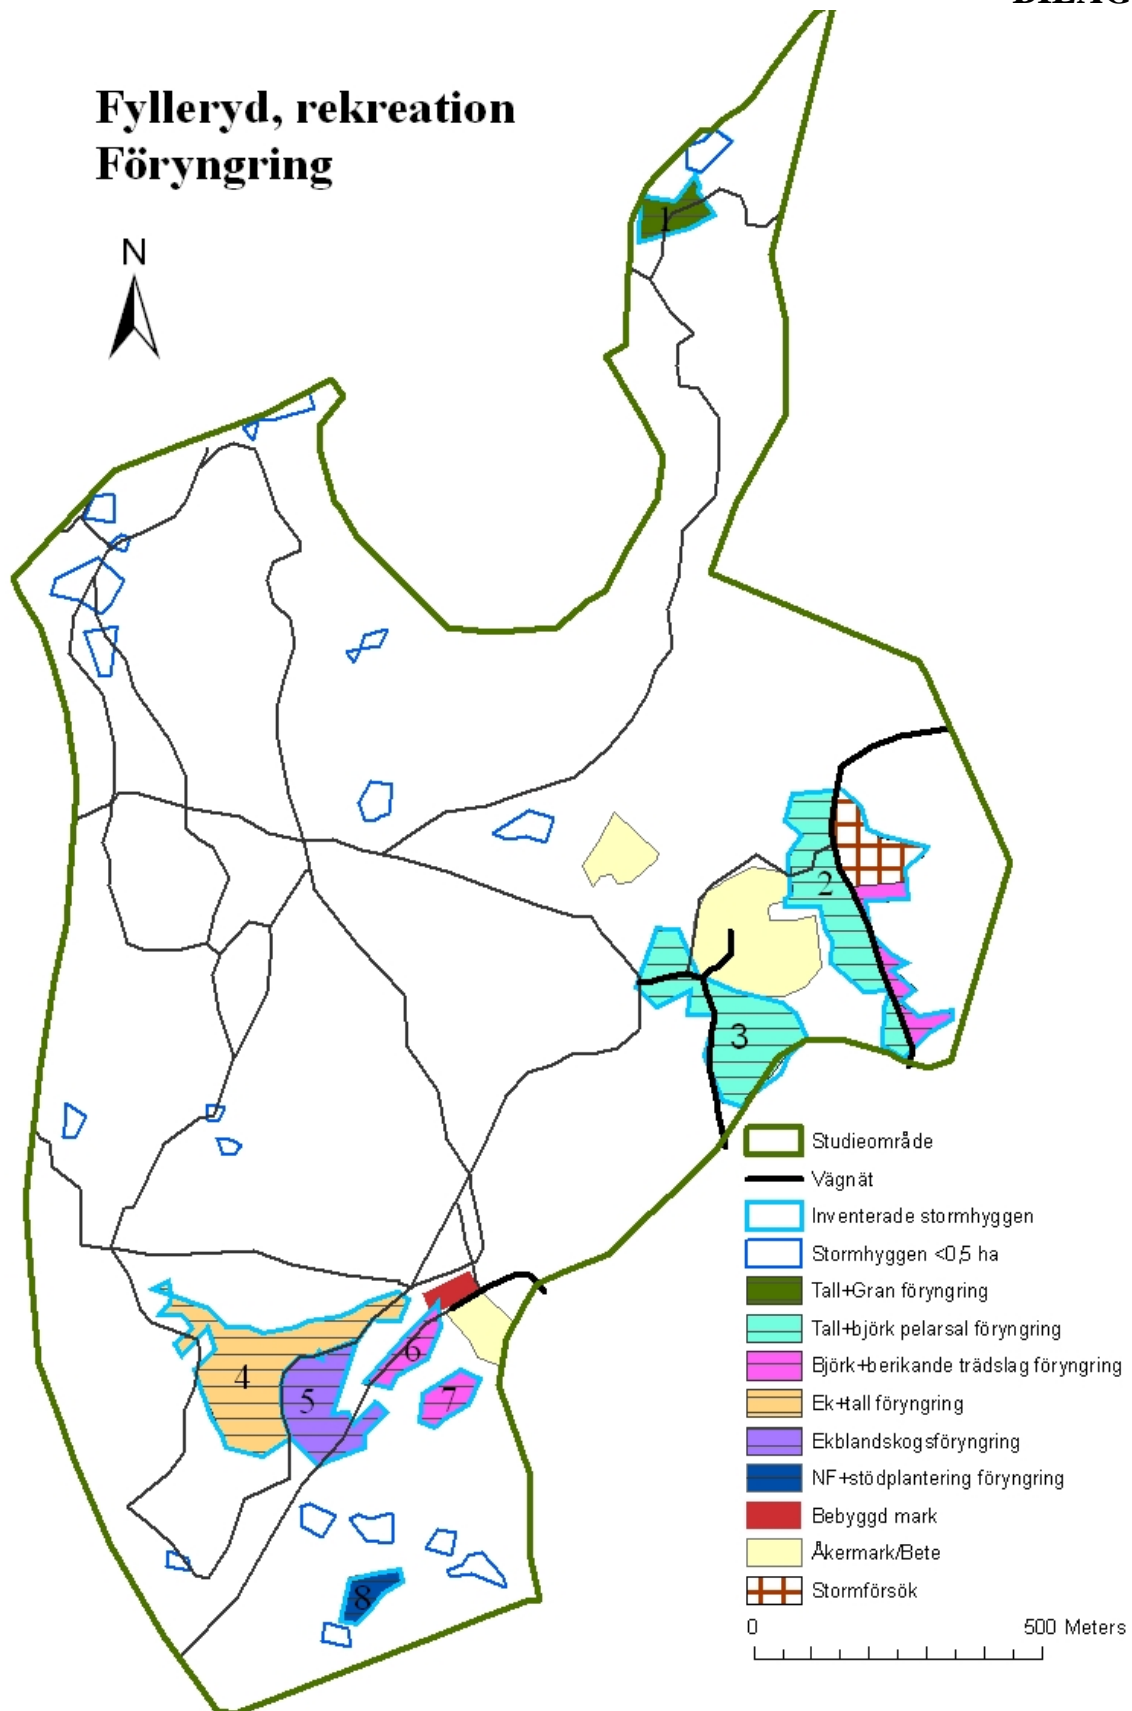 Fylleryd, rekreation
Föryngring
N
1
2
3
4
5
6
7
8
Studieområde
Vägnät
Inventerade stormhyggen
Stormhyggen <0,5 ha
Tall+Gran föryngring
Tall+björk pelarsal föryngring
Björk+berikande trädslag föryngring
Ek+tall föryngring
Ekblandskogsföryngring
NF+stödplantering föryngring
Bebyggd mark
Åkermark/Bete
Stormförsök
0 500 Meters